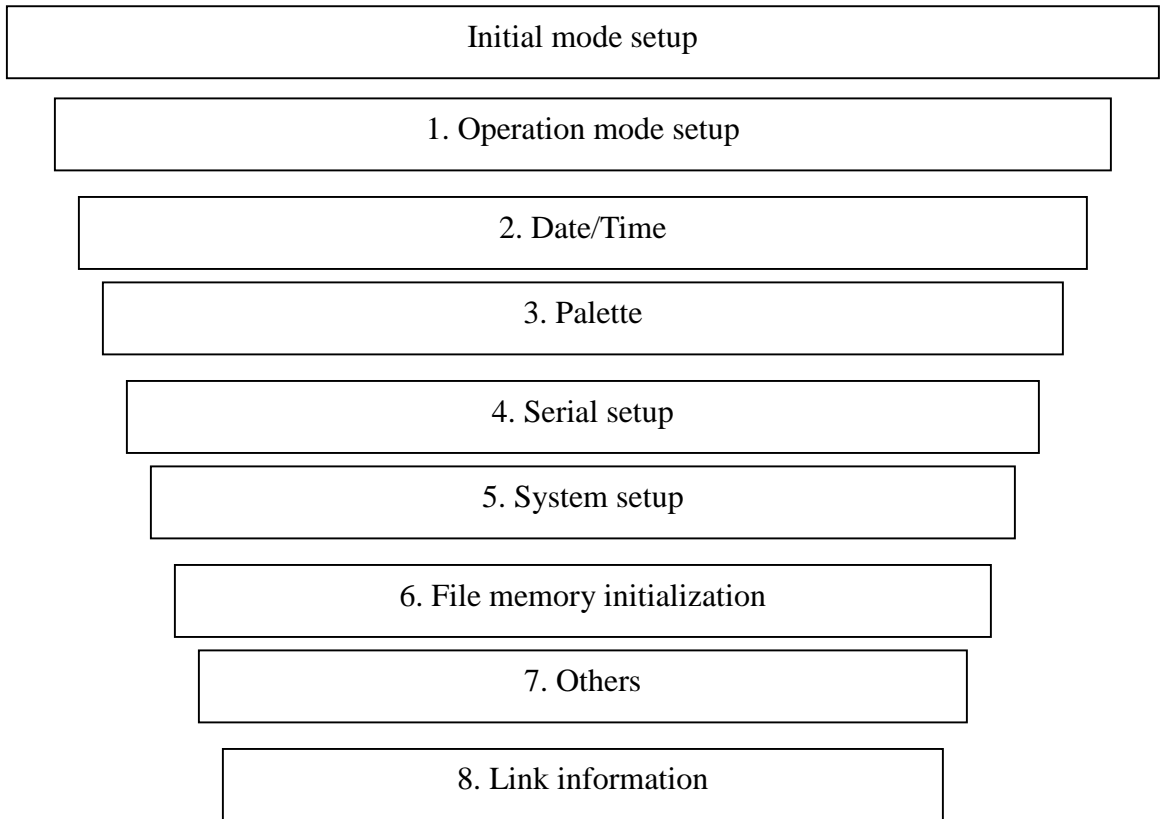 Initial mode setup
1. Operation mode setup
2. Date/Time
3. Palette
4. Serial setup
5. System setup
6. File memory initialization
7. Others
8. Link information